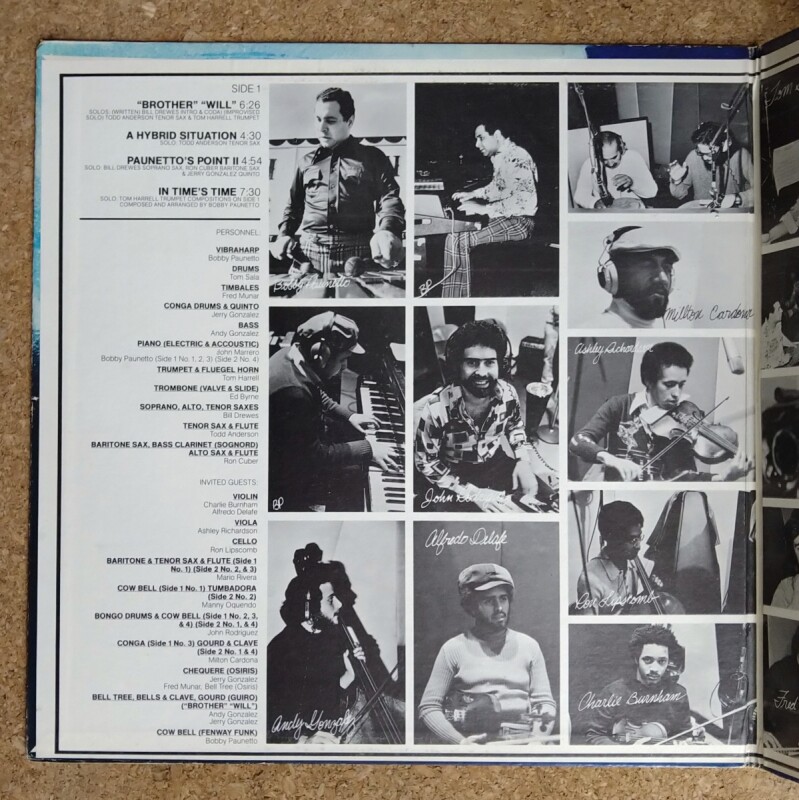 SIDE 1
"BROTHER" "WILL" 6:26
SOLOS: (WRITTEN) BILL DREWES INTRO & CODA) (IMPROVISED
SOLO) TODD ANDERSON TENOR SAX & TOM HARRELL TRUMPET
A HYBRID SITUATION 4:30
SOLO: TODD ANDERSON TENOR SAX
PAUNETTO'S POINT II 4:54
SOLO: BILL DREWES SOPRANO SAX, RON CUBER BARITONE SAX
& JERRY GONZALEZ QUINTO
IN TIME'S TIME 7:30
SOLO: TOM HARRELL TRUMPET COMPOSITIONS ON SIDE 1
COMPOSED AND ARRANGED BY BOBBY PAUNETTO
PERSONNEL:
VIBRAHARP
Bobby Paunetto
DRUMS
Tom Sala
TIMBALES
Fred Munar
CONGA DRUMS & QUINTO
Jerry Gonzalez
BASS
Andy Gonzalez
PIANO (ELECTRIC & ACCOUSTIC)
John Marrero
Bobby Paunetto (Side 1 No. 1, 2, 3) (Side 2 No. 4)
TRUMPET & FLUEGEL HORN
Tom Harrell
TROMBONE (VALVE & SLIDE)
Ed Byrne
SOPRANO, ALTO, TENOR SAXES
Bill Drewes
TENOR SAX & FLUTE
Todd Anderson
BARITONE SAX, BASS CLARINET (SOGNORD)
ALTO SAX & FLUTE
Ron Cuber
INVITED GUESTS:
VIOLIN
Charlie Burnham
Alfredo Delafe
VIOLA
Ashley Richardson
CELLO
Ron Lipscomb
BARITONE & TENOR SAX & FLUTE (Side 1
No. 1) (Side 2 No. 2, & 3)
Mario Rivera
COW BELL (Side 1 No. 1) TUMBADORA
(Side 2 No. 2)
Manny Oquendo
BONGO DRUMS & COW BELL (Side 1 No. 2, 3,
& 4) (Side 2 No. 1, & 4)
John Rodriguez
CONGA (Side 1 No. 3) GOURD & CLAVE
(Side 2 No. 1 & 4)
Milton Cardona
CHEQUERE (OSIRIS)
Jerry Gonzalez
Fred Munar, Bell Tree (Osiris)
BELL TREE, BELLS & CLAVE, GOURD (GUIRO)
("BROTHER" "WILL")
Andy Gonzalez
Jerry Gonzalez
COW BELL (FENWAY FUNK)
Bobby Paunetto
Bobby Paunetto
BP
Millton Cardona
Ashley
BP
John
Andy Gonzalez
Alfredo Delafe
Ron Lipscomb
Charlie Burnham
Tom
Fred